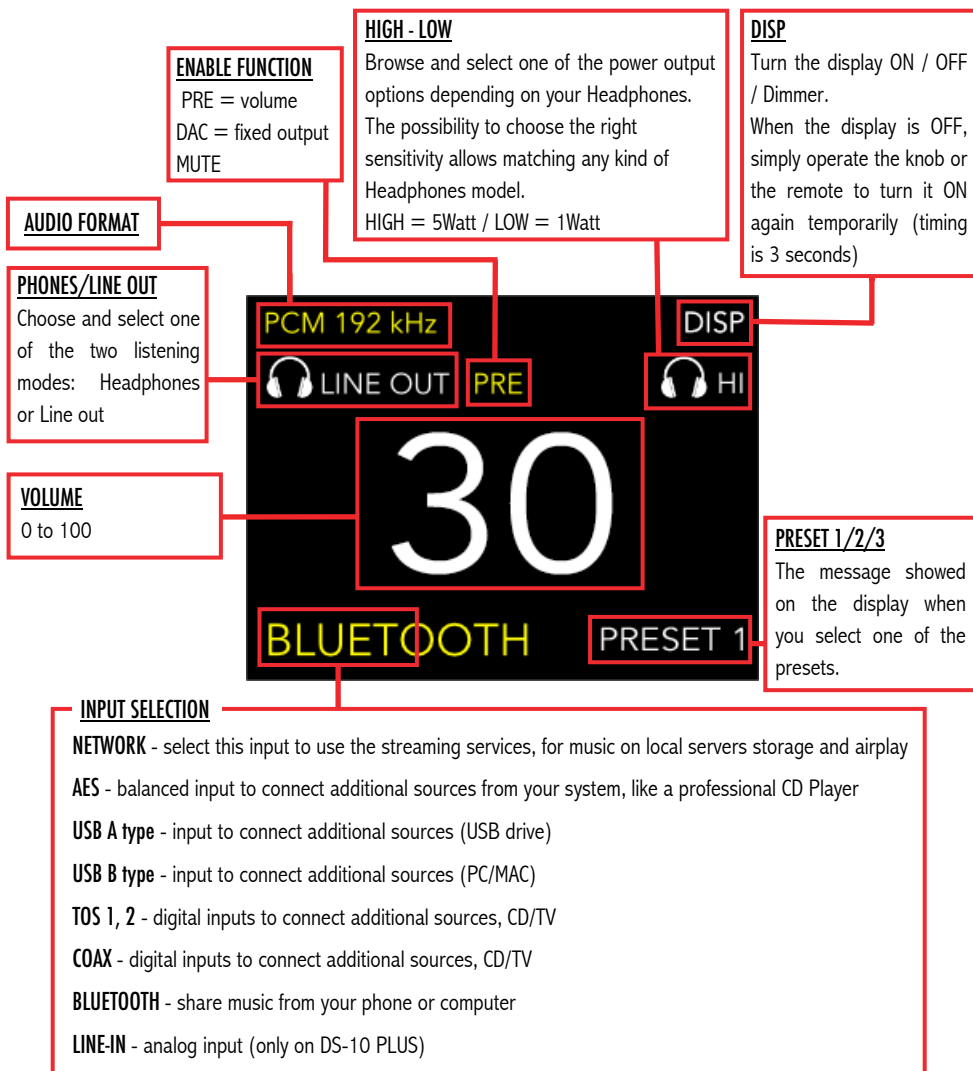 HIGH - LOW
Browse and select one of the power output
options depending on your Headphones.
The possibility to choose the right
sensitivity allows matching any kind of
Headphones model.
HIGH = 5Watt / LOW = 1Watt
DISP
Turn the display ON / OFF
/ Dimmer.
When the display is OFF,
simply operate the knob or
the remote to turn it ON
again temporarily (timing
is 3 seconds)
ENABLE FUNCTION
PRE = volume
DAC = fixed output
MUTE
AUDIO FORMAT
PHONES/LINE OUT
Choose and select one
of the two listening
modes: Headphones
or Line out
VOLUME
0 to 100
PCM 192 kHz
DISP
LINE OUT
PRE
HI
30
BLUETOOTH
PRESET 1
PRESET 1/2/3
The message showed
on the display when
you select one of the
presets.
INPUT SELECTION
NETWORK - select this input to use the streaming services, for music on local servers storage and airplay
AES - balanced input to connect additional sources from your system, like a professional CD Player
USB A type - input to connect additional sources (USB drive)
USB B type - input to connect additional sources (PC/MAC)
TOS 1, 2 - digital inputs to connect additional sources, CD/TV
COAX - digital inputs to connect additional sources, CD/TV
BLUETOOTH - share music from your phone or computer
LINE-IN - analog input (only on DS-10 PLUS)